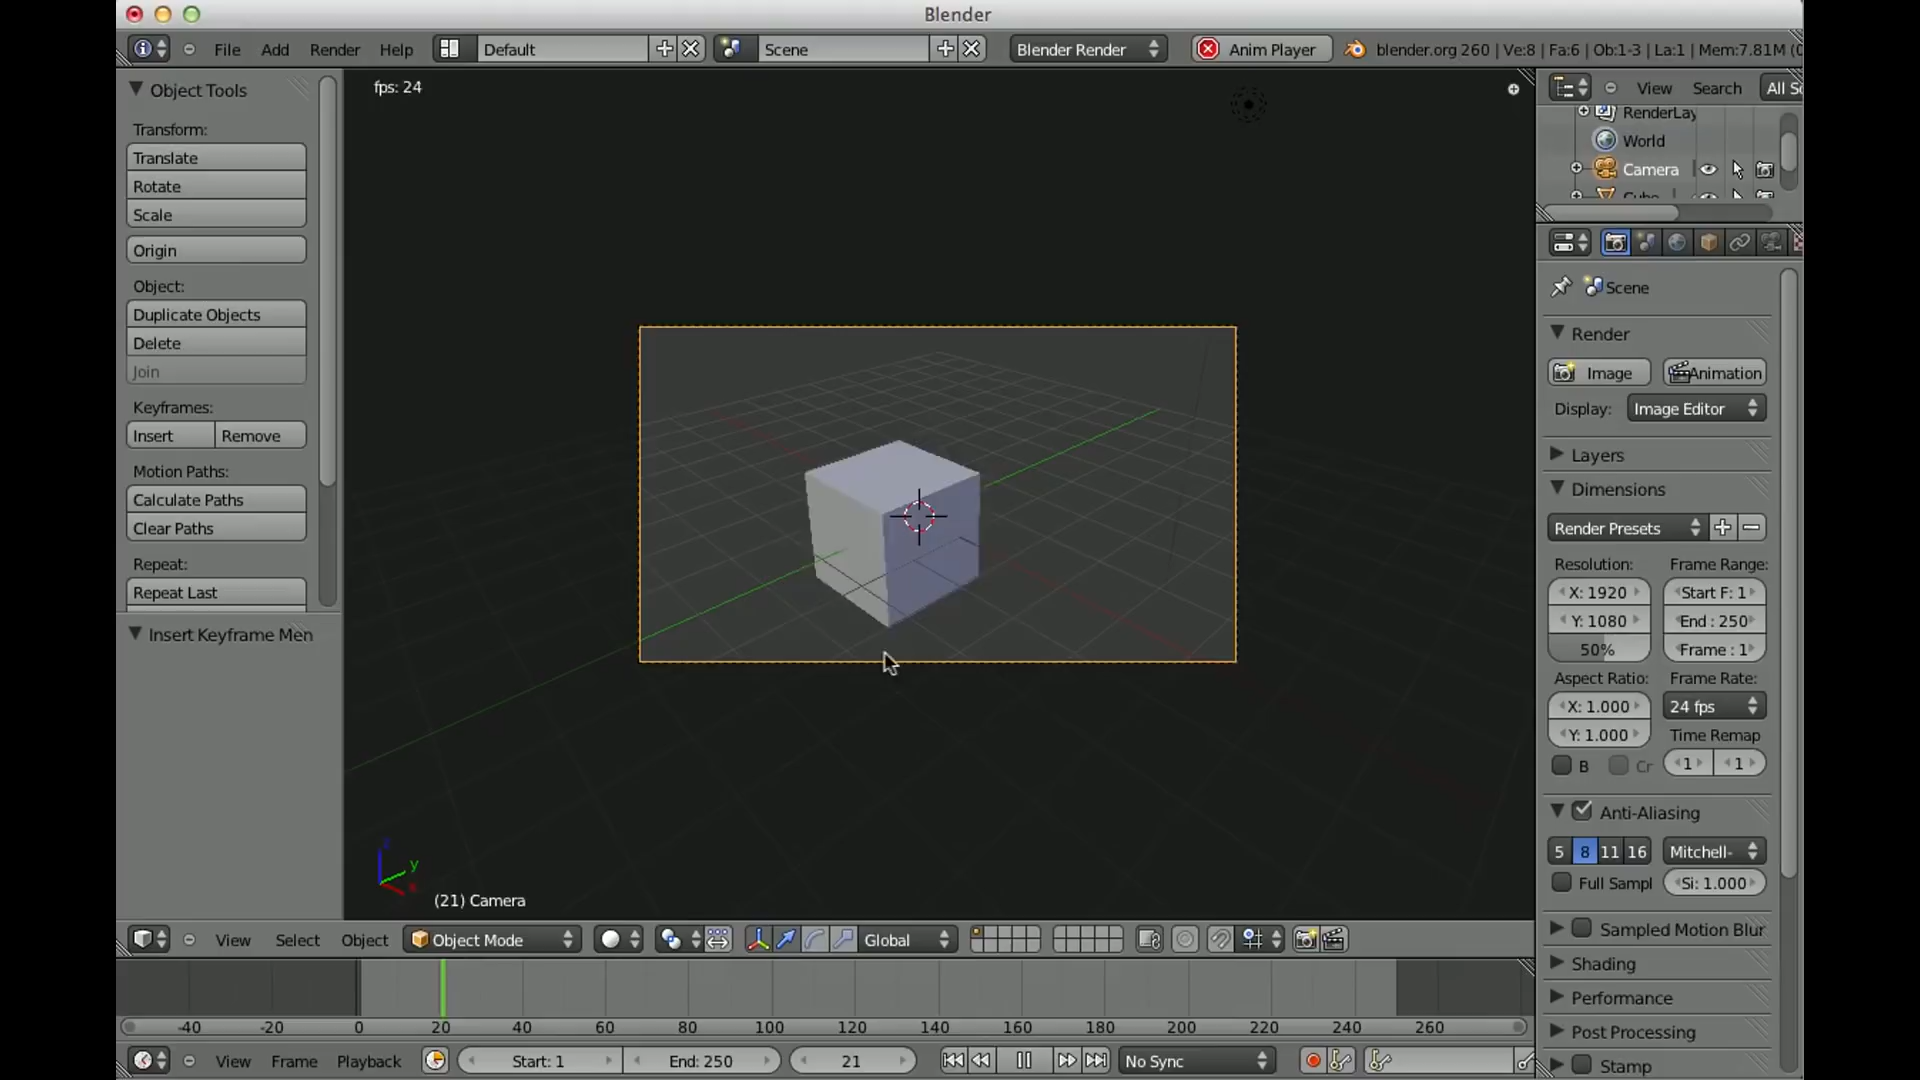 Blender
File Add Render Help Default Scene Blender Render Anim Player blender.org 260 | Ve:8 | Fa:6 | Ob:1-3 | La:1 | Mem:7.81M (0
Object Tools
Transform:
Translate
Rotate
Scale
Origin
Object:
Duplicate Objects
Delete
Join
Keyframes:
Insert Remove
Motion Paths:
Calculate Paths
Clear Paths
Repeat:
Repeat Last
Insert Keyframe Men
fps: 24
y
(21) Camera
View Select Object Object Mode Global
View Search All S
RenderLay
World
Camera
Cube
Scene
Render
Image Animation
Display: Image Editor
Layers
Dimensions
Render Presets
Resolution: Frame Range:
X: 1920 Start F: 1
Y: 1080 End : 250
50% Frame : 1
Aspect Ratio: Frame Rate:
X: 1.000 24 fps
Y: 1.000 Time Remap
B Cr 1 1
Anti-Aliasing
5 8 11 16 Mitchell-
Full Sampl Si: 1.000
Sampled Motion Blur
Shading
Performance
Post Processing
Stamp
-40 -20 0 20 40 60 80 100 120 140 160 180 200 220 240 260
View Frame Playback Start: 1 End: 250 21 No Sync